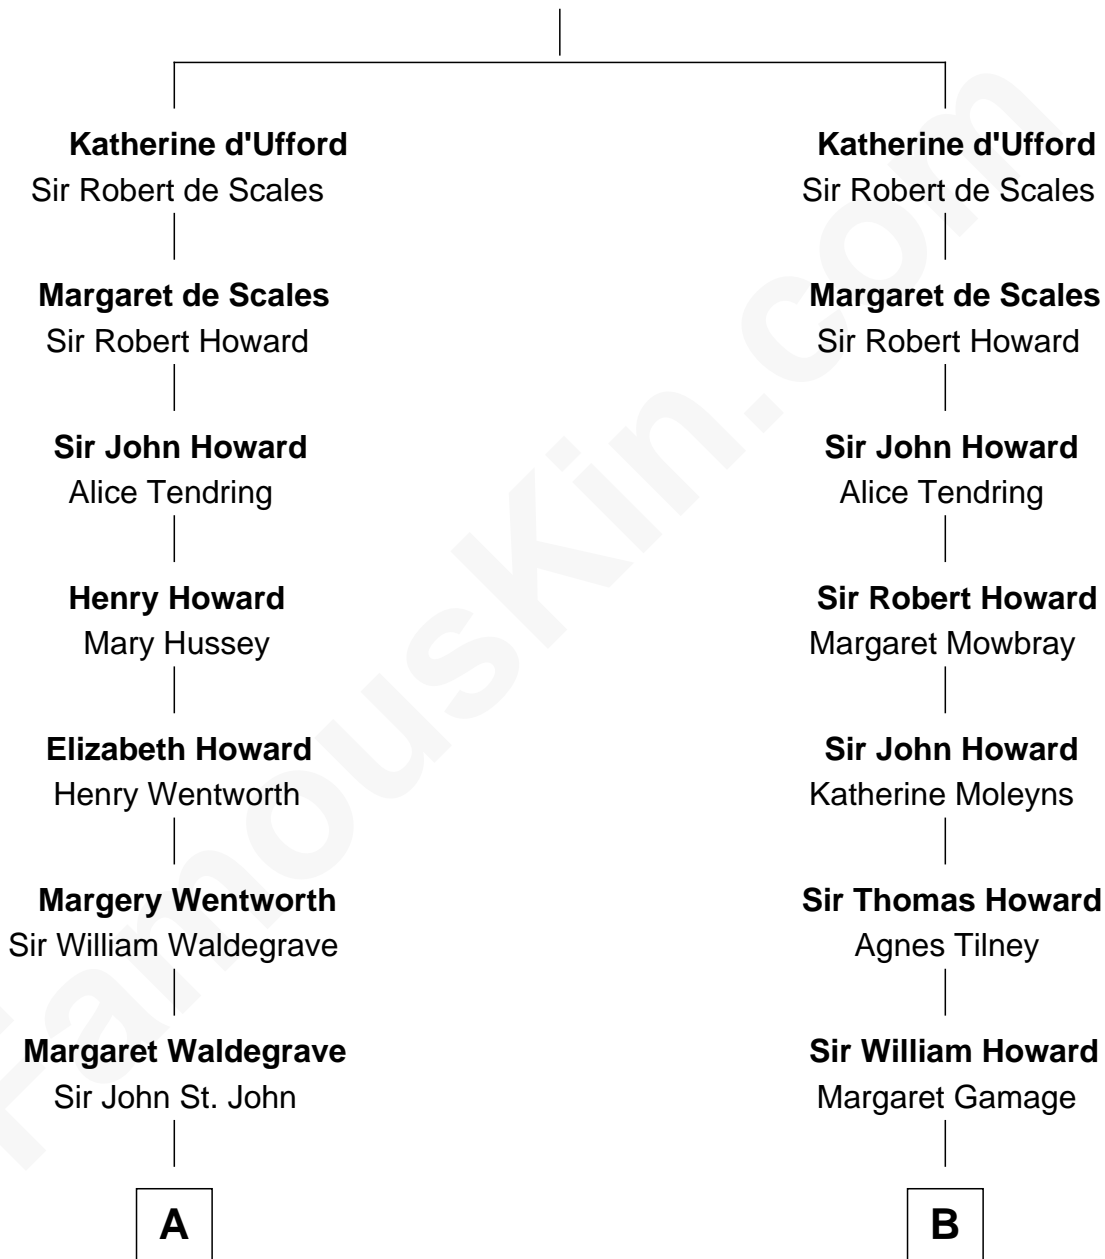 Katherine d'Ufford
Sir Robert de Scales
Margaret de Scales
Sir Robert Howard
Sir John Howard
Alice Tendring
Henry Howard
Mary Hussey
Elizabeth Howard
Henry Wentworth
Margery Wentworth
Sir William Waldegrave
Margaret Waldegrave
Sir John St. John
A
Katherine d'Ufford
Sir Robert de Scales
Margaret de Scales
Sir Robert Howard
Sir John Howard
Alice Tendring
Sir Robert Howard
Margaret Mowbray
Sir John Howard
Katherine Moleyns
Sir Thomas Howard
Agnes Tilney
Sir William Howard
Margaret Gamage
B
FamousKin.com